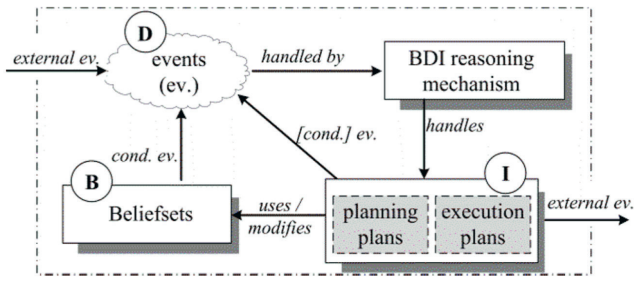 D
external ev.
events
(ev.)
handled by
BDI reasoning
mechanism
handles
[cond.] ev.
cond. ev.
B
Beliefsets
uses /
modifies
I
planning
plans
execution
plans
external ev.